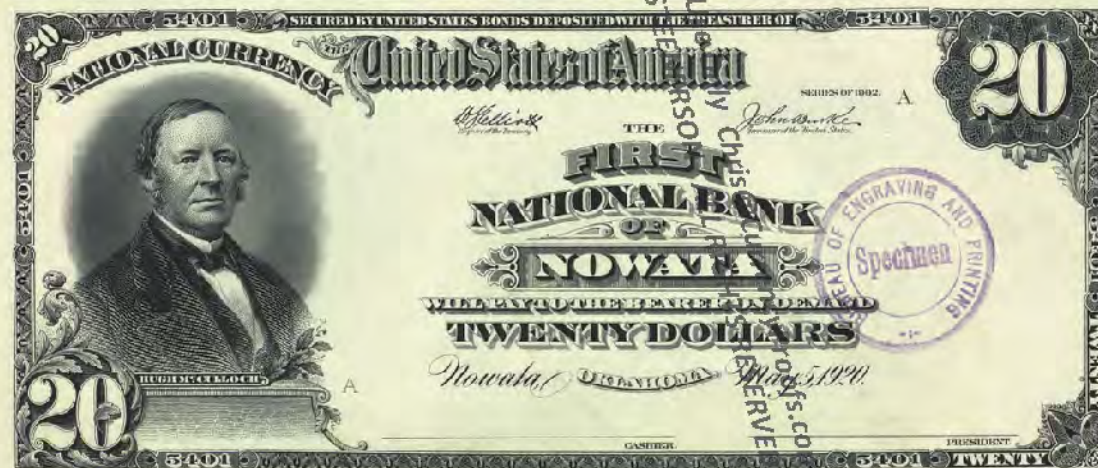 5401 SECURED BY UNITED STATES BONDS DEPOSITED WITH THE TREASURER OF 5401
20 20
NATIONAL CURRENCY
THE United States of America
SERIES OF 1902. A
THE
FIRST
NATIONAL BANK
OF
NOWATA
WILL PAY TO THE BEARER ON DEMAND
TWENTY DOLLARS
Nowata, OKLAHOMA, May 5, 1920.
BUREAU OF ENGRAVING AND PRINTING
Specimen
HUGH McCULLOCH
A
20
CASHIER. PRESIDENT.
5401 5401 TWENTY
5401